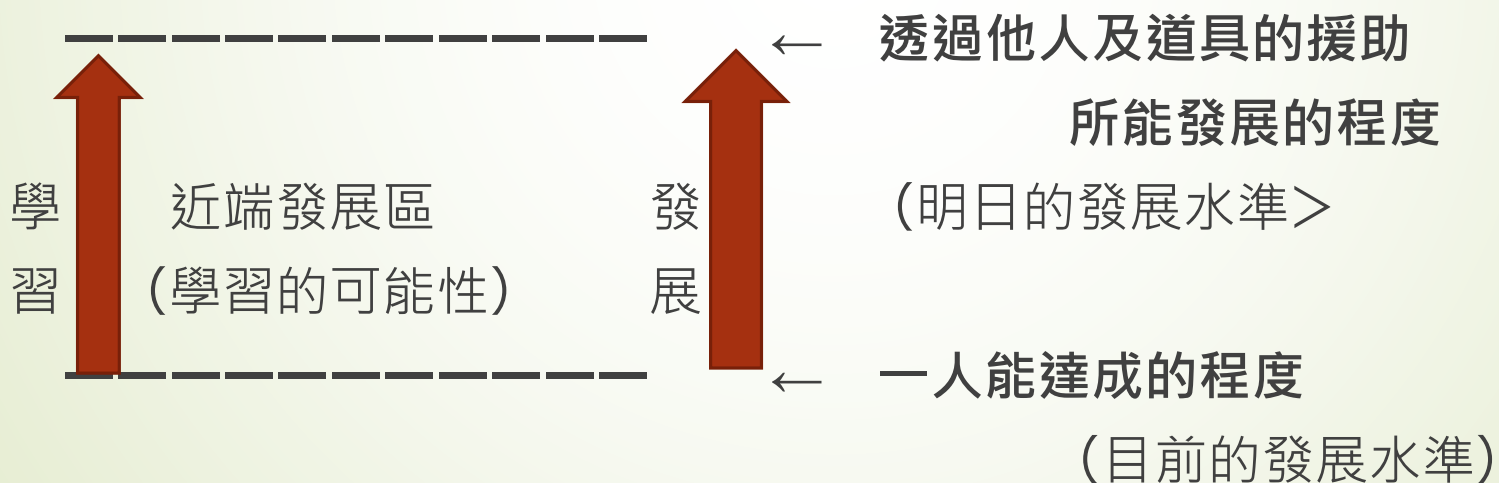 ← 透過他人及道具的援助
所能發展的程度
學 近端發展區 發 (明日的發展水準＞
習 (學習的可能性) 展
← 一人能達成的程度
(目前的發展水準)